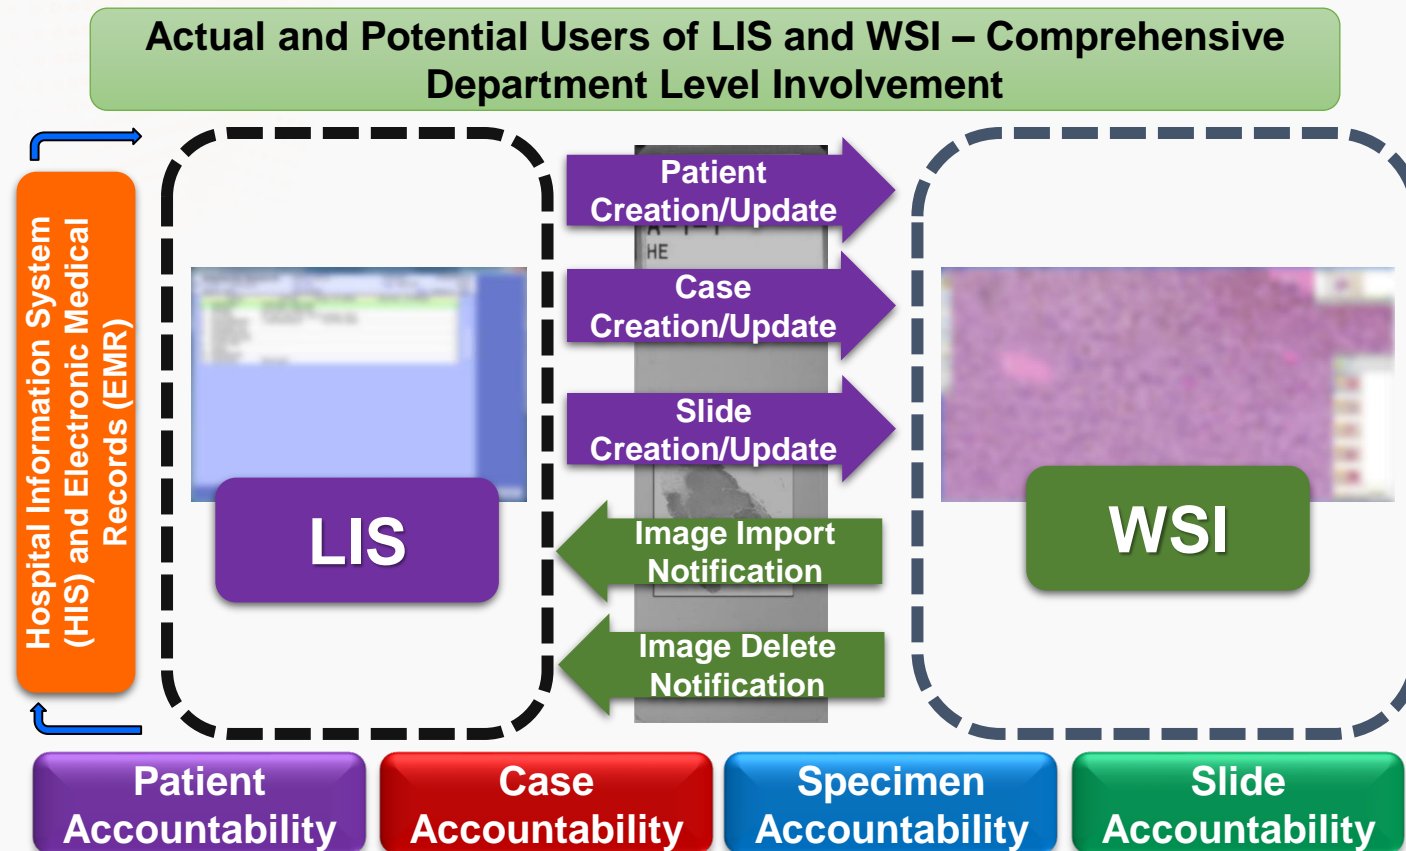 Actual and Potential Users of LIS and WSI – Comprehensive
Department Level Involvement
Hospital Information System
(HIS) and Electronic Medical
Records (EMR)
LIS
Patient
Creation/Update
HE
Case
Creation/Update
Slide
Creation/Update
Image Import
Notification
Image Delete
Notification
WSI
Patient
Accountability
Case
Accountability
Specimen
Accountability
Slide
Accountability